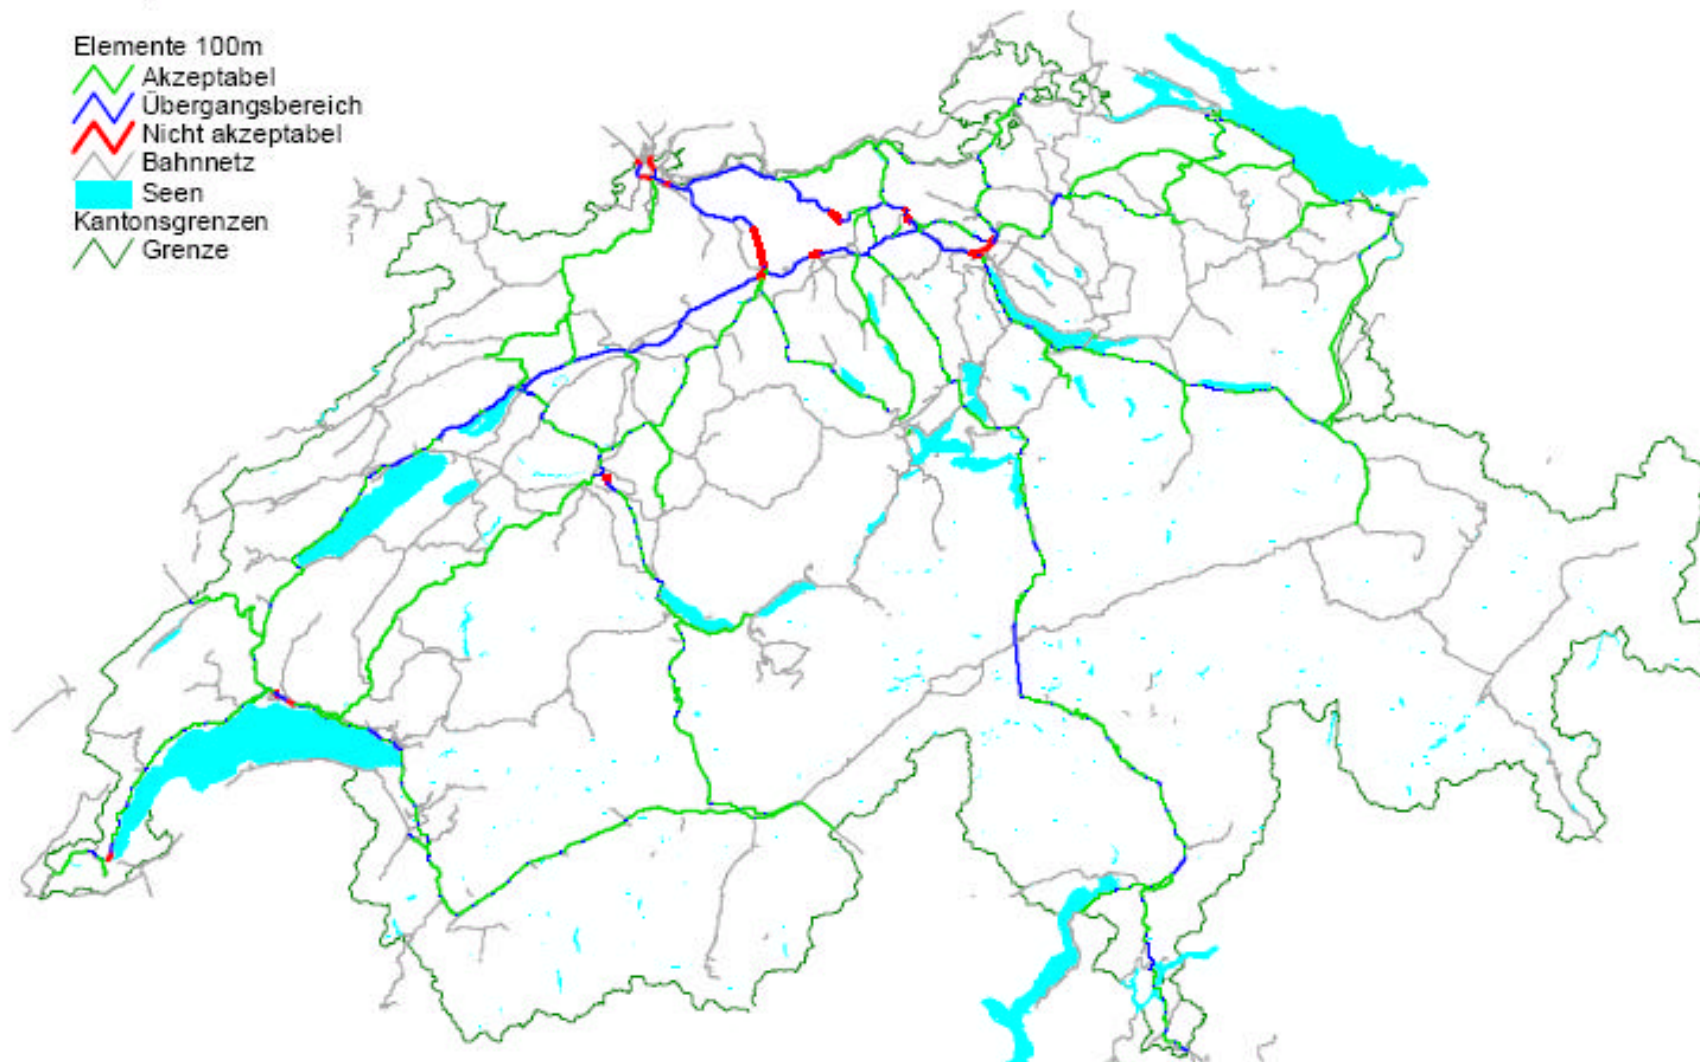 Elemente 100m
Akzeptabel
Übergangsbereich
Nicht akzeptabel
Bahnnetz
Seen
Kantonsgrenzen
Grenze